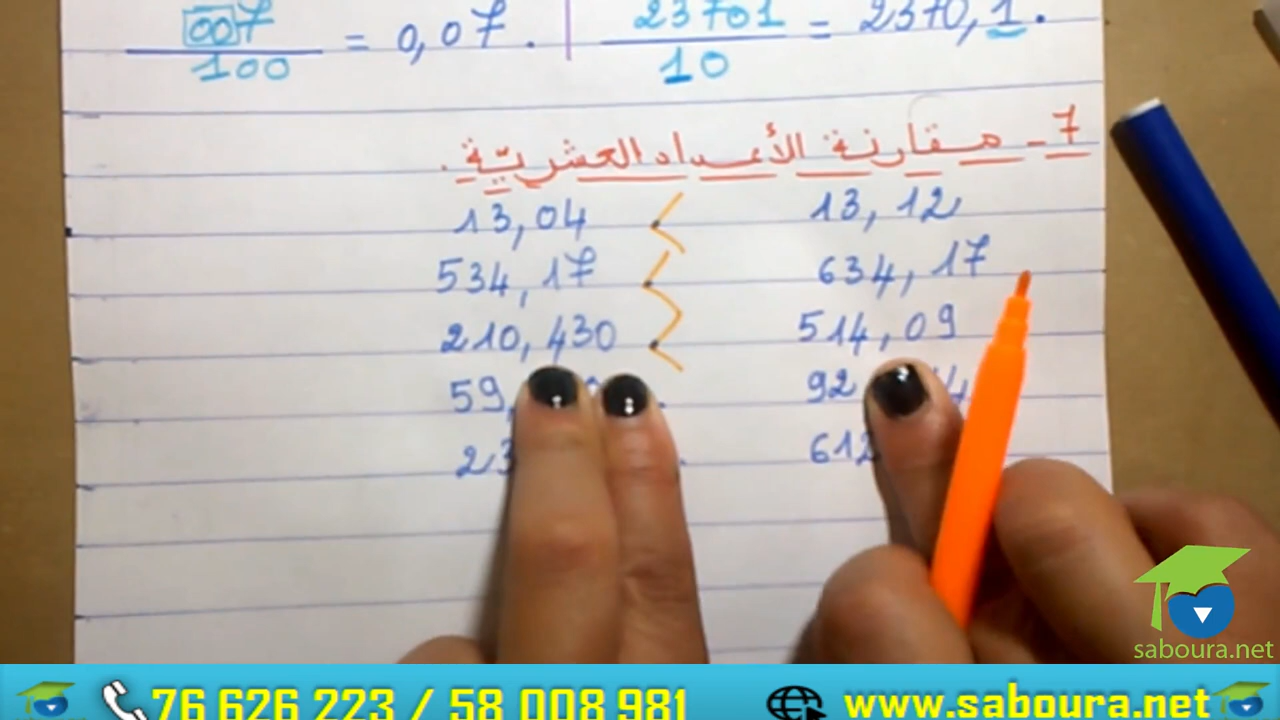 007/100 = 0,07 . | 23701/10 = 2370,1 .
7- مقارنة الأعداد العشريّة .
13,04 < 13,12
534,17 < 634,17
210,430 < 514,09
59, 92
23 612
saboura.net
76 626 223 / 58 008 981 www.saboura.net